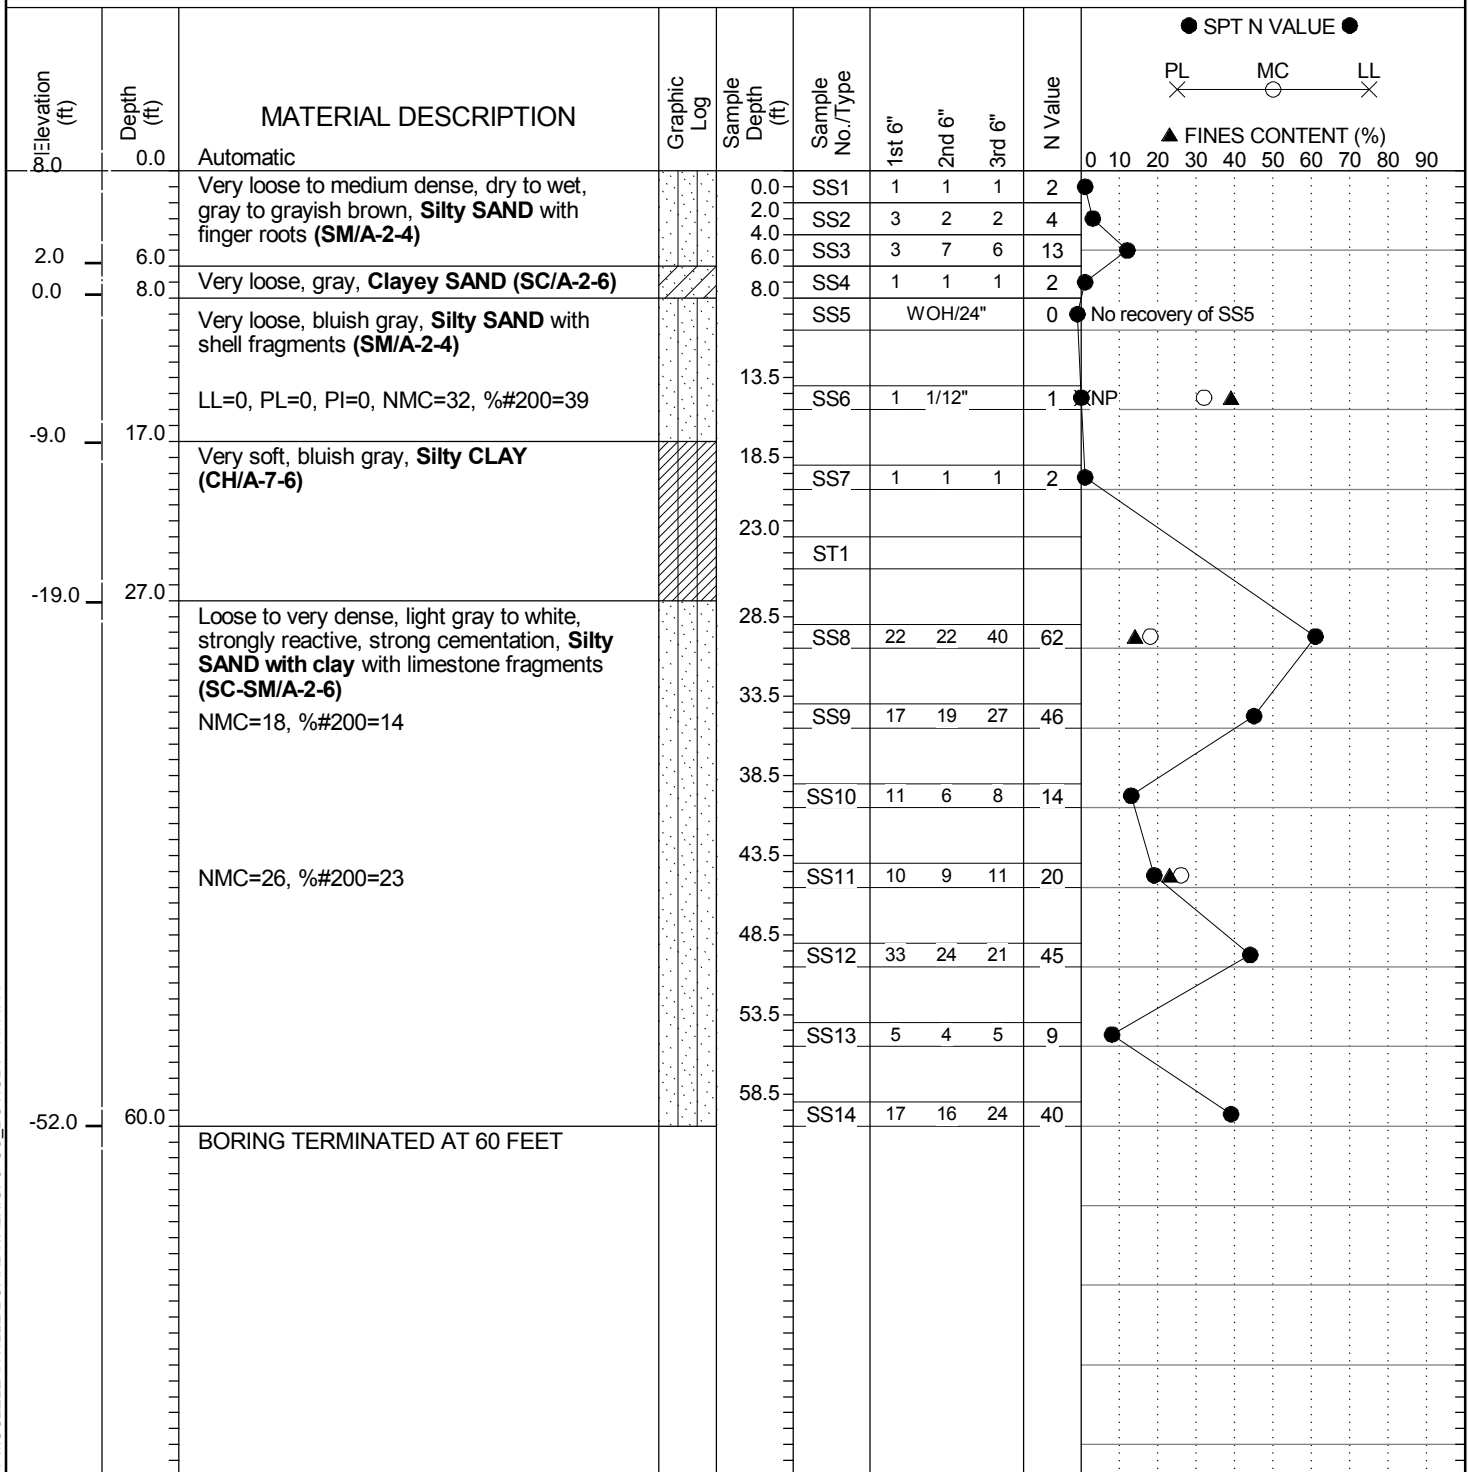 ● SPT N VALUE ●
PL MC LL
▲ FINES CONTENT (%)
0 10 20 30 40 50 60 70 80 90
Elevation (ft)
Depth (ft)
MATERIAL DESCRIPTION
Graphic Log
Sample Depth (ft)
Sample No./Type
1st 6"
2nd 6"
3rd 6"
N Value
8.0 0.0 Automatic
Very loose to medium dense, dry to wet,
gray to grayish brown, Silty SAND with
finger roots (SM/A-2-4)
0.0 SS1 1 1 1 2
2.0 SS2 3 2 2 4
4.0 SS3 3 7 6 13
2.0 6.0
Very loose, gray, Clayey SAND (SC/A-2-6)
6.0 SS4 1 1 1 2
0.0 8.0
Very loose, bluish gray, Silty SAND with
shell fragments (SM/A-2-4)
8.0 SS5 WOH/24" 0 No recovery of SS5
LL=0, PL=0, PI=0, NMC=32, %#200=39
13.5 SS6 1 1/12" 1 NP
-9.0 17.0
Very soft, bluish gray, Silty CLAY
(CH/A-7-6)
18.5 SS7 1 1 1 2
23.0 ST1
-19.0 27.0
Loose to very dense, light gray to white,
strongly reactive, strong cementation, Silty
SAND with clay with limestone fragments
(SC-SM/A-2-6)
28.5 SS8 22 22 40 62
NMC=18, %#200=14
33.5 SS9 17 19 27 46
38.5 SS10 11 6 8 14
NMC=26, %#200=23
43.5 SS11 10 9 11 20
48.5 SS12 33 24 21 45
53.5 SS13 5 4 5 9
58.5 SS14 17 16 24 40
-52.0 60.0
BORING TERMINATED AT 60 FEET